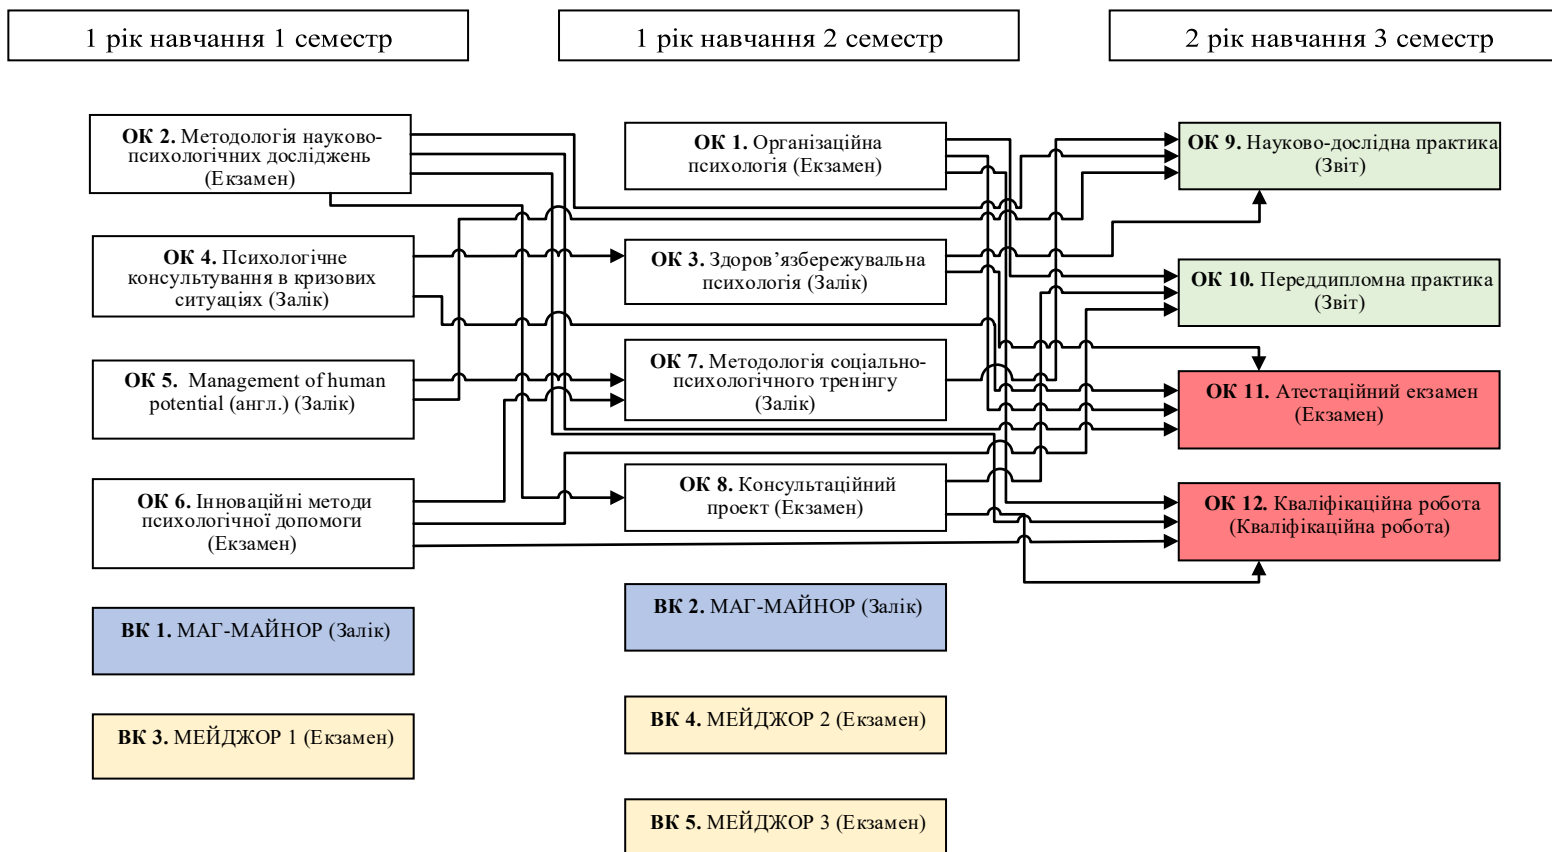 1 рік навчання 1 семестр
1 рік навчання 2 семестр
2 рік навчання 3 семестр
ОК 2. Методологія науково-
психологічних досліджень
(Екзамен)
ОК 4. Психологічне
консультування в кризових
ситуаціях (Залік)
ОК 5. Management of human
potential (англ.) (Залік)
ОК 6. Інноваційні методи
психологічної допомоги
(Екзамен)
ВК 1. МАГ-МАЙНОР (Залік)
ВК 3. МЕЙДЖОР 1 (Екзамен)
ОК 1. Організаційна
психологія (Екзамен)
ОК 3. Здоров’язбережувальна
психологія (Залік)
ОК 7. Методологія соціально-
психологічного тренінгу
(Залік)
ОК 8. Консультаційний
проект (Екзамен)
ВК 2. МАГ-МАЙНОР (Залік)
ВК 4. МЕЙДЖОР 2 (Екзамен)
ВК 5. МЕЙДЖОР 3 (Екзамен)
ОК 9. Науково-дослідна практика
(Звіт)
ОК 10. Переддипломна практика
(Звіт)
ОК 11. Атестаційний екзамен
(Екзамен)
ОК 12. Кваліфікаційна робота
(Кваліфікаційна робота)